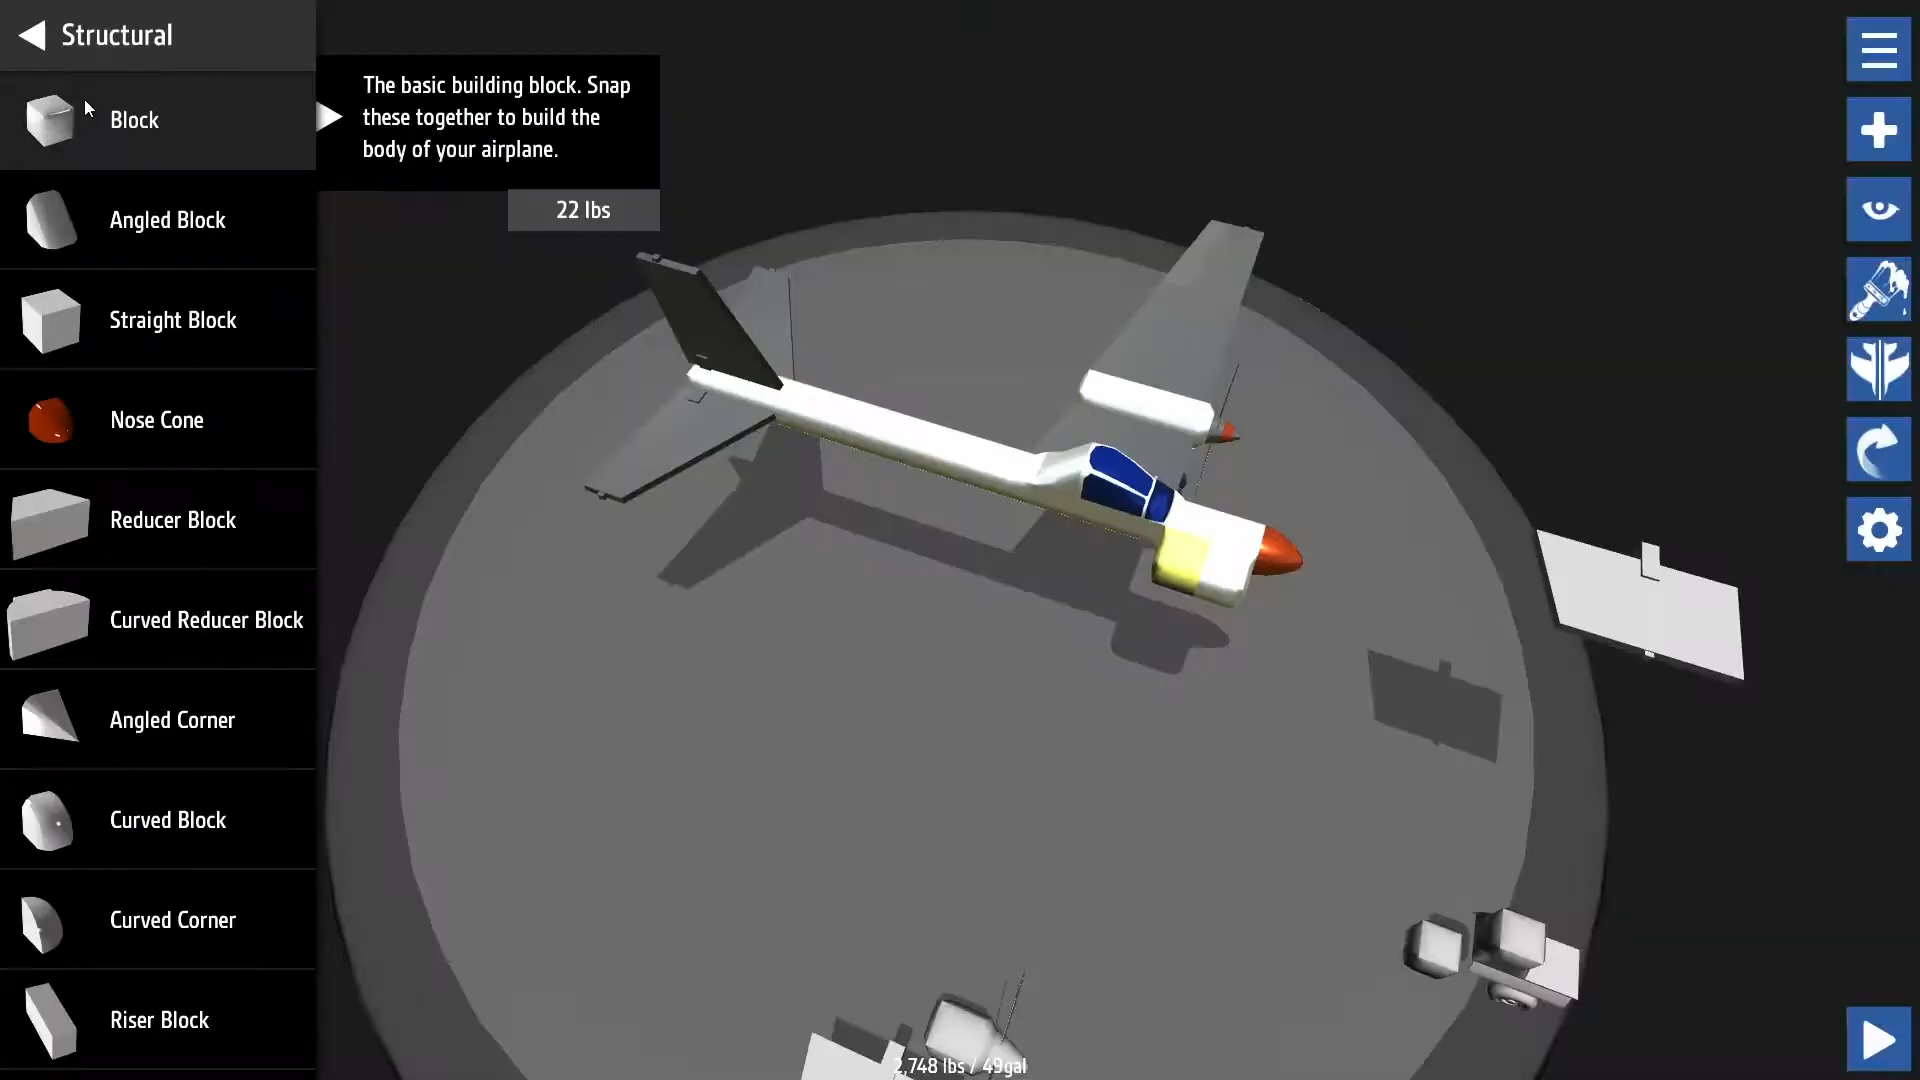 Structural
Block
The basic building block. Snap
these together to build the
body of your airplane.
22 lbs
Angled Block
Straight Block
Nose Cone
Reducer Block
Curved Reducer Block
Angled Corner
Curved Block
Curved Corner
Riser Block
2,748 lbs / 49gal